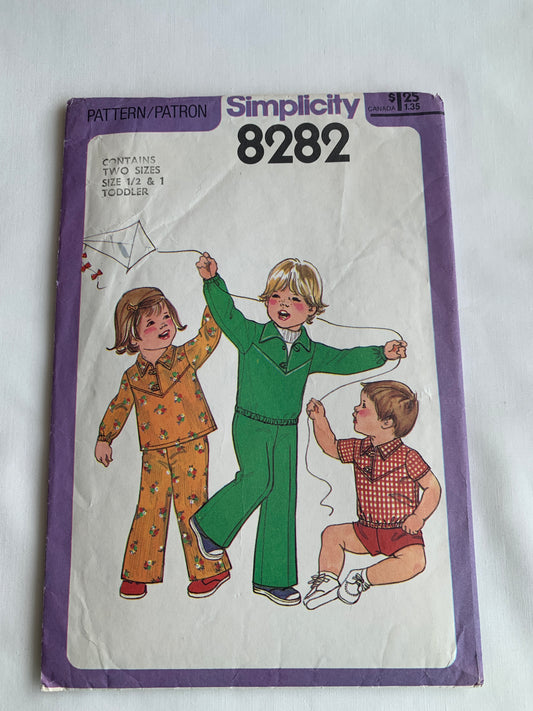 PATTERN/PATRON
Simplicity
8282
$1.25
CANADA 1.35
CONTAINS
TWO SIZES
SIZE 1/2 & 1
TODDLER